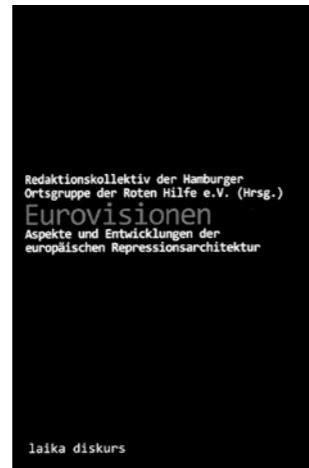 Redaktionskollektiv der Hamburger
Ortsgruppe der Roten Hilfe e.V. (Hrsg.)
Eurovisionen
Aspekte und Entwicklungen der
europäischen Repressionsarchitektur
laika diskurs